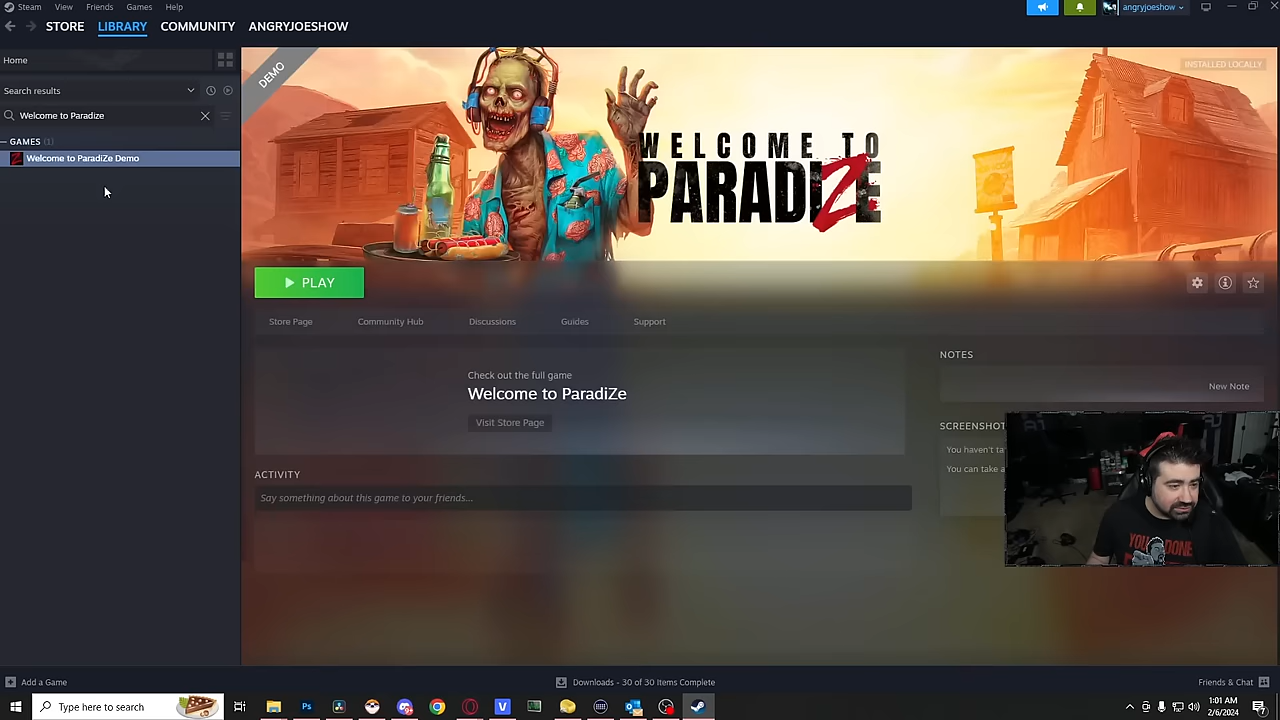 Steam View Friends Games Help
angryjoeshow
STORE LIBRARY COMMUNITY ANGRYJOESHOW
Home
Search results
Welcome to Paradize
GAMES (1)
Welcome to ParadiZe Demo
DEMO
INSTALLED LOCALLY
WELCOME TO
PARADIZE
PLAY
Store Page Community Hub Discussions Guides Support
Check out the full game
Welcome to ParadiZe
Visit Store Page
NOTES
New Note
SCREENSHOT
You haven't ta
You can take a
ACTIVITY
Say something about this game to your friends...
Add a Game
Downloads - 30 of 30 Items Complete
Friends & Chat
Type here to search
Ps
V
1:01 AM
2/6/2024